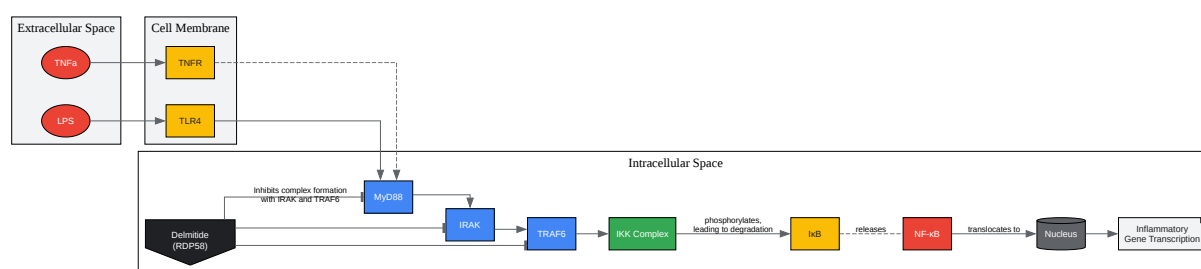 Extracellular Space
Cell Membrane
TNFa
TNFR
LPS
TLR4
Intracellular Space
Inhibits complex formation
with IRAK and TRAF6
MyD88
Delmitide
(RDP58)
IRAK
TRAF6
IKK Complex
phosphorylates,
leading to degradation
IκB
releases
NF-κB
translocates to
Nucleus
Inflammatory
Gene Transcription